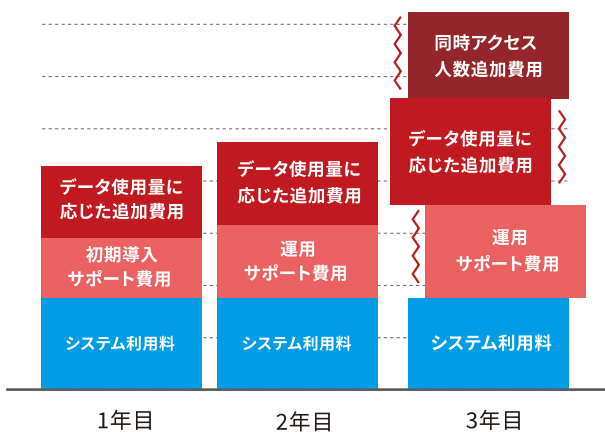 データ使用量に
応じた追加費用
初期導入
サポート費用
システム利用料
1年目
データ使用量に
応じた追加費用
運用
サポート費用
システム利用料
2年目
同時アクセス
人数追加費用
データ使用量に
応じた追加費用
運用
サポート費用
システム利用料
3年目